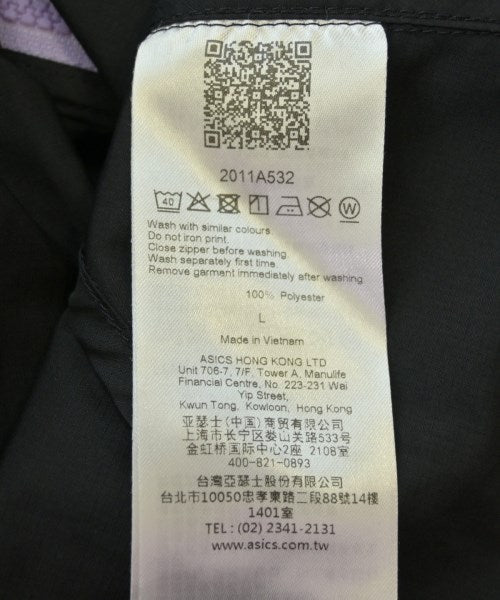 2011A532
40
W
Wash with similar colours.
Do not iron print.
Close zipper before washing.
Wash separately first time.
Remove garment immediately after washing.
100% Polyester
L
Made in Vietnam
ASICS HONG KONG LTD
Unit 706-7, 7/F, Tower A, Manulife
Financial Centre, No. 223-231 Wai
Yip Street,
Kwun Tong, Kowloon, Hong Kong
亚瑟士(中国)商贸有限公司
上海市长宁区娄山关路533号
金虹桥国际中心2座 2108室
400-821-0893
台灣亞瑟士股份有限公司
台北市10050忠孝東路二段88號14樓
1401室
TEL : (02) 2341-2131
www.asics.com.tw